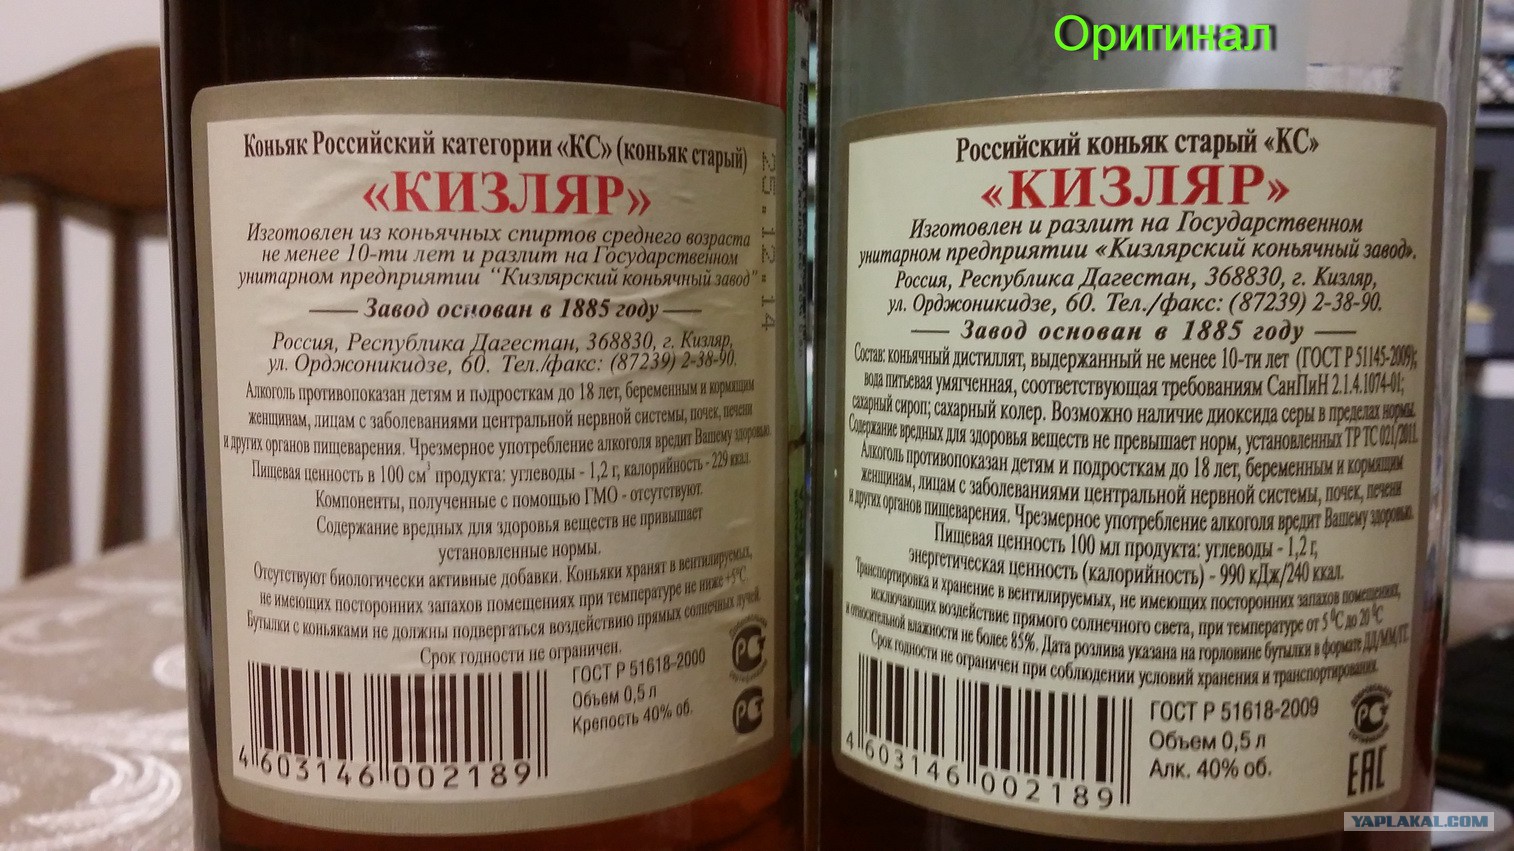 Оригинал
Коньяк Российский категории «КС» (коньяк старый)
«КИЗЛЯР»
Изготовлен из коньячных спиртов среднего возраста
не менее 10-ти лет и разлит на Государственном
унитарном предприятии "Кизлярский коньячный завод"
Завод основан в 1885 году
Россия, Республика Дагестан, 368830, г. Кизляр,
ул. Орджоникидзе, 60. Тел./факс: (87239) 2-38-90.
Алкоголь противопоказан детям и подросткам до 18 лет, беременным и кормящим
женщинам, лицам с заболеваниями центральной нервной системы, почек, печени
и других органов пищеварения. Чрезмерное употребление алкоголя вредит Вашему здоровью.
Пищевая ценность в 100 см³ продукта: углеводы - 1,2 г, калорийность - 229 ккал.
Компоненты, полученные с помощью ГМО - отсутствуют.
Содержание вредных для здоровья веществ не привышает
установленные нормы.
Отсутствуют биологически активные добавки. Коньяки хранят в вентилируемых,
не имеющих посторонних запахов помещениях при температуре не ниже +5°С.
Бутылки с коньяками не должны подвергаться воздействию прямых солнечных лучей.
Срок годности не ограничен.
ГОСТ Р 51618-2000
Объем 0,5 л
Крепость 40% об.
4 603146 002189
РСТ
РСТ
25.12.14
Российский коньяк старый «КС»
«КИЗЛЯР»
Изготовлен и разлит на Государственном
унитарном предприятии «Кизлярский коньячный завод».
Россия, Республика Дагестан, 368830, г. Кизляр,
ул. Орджоникидзе, 60. Тел./факс: (87239) 2-38-90.
Завод основан в 1885 году
Состав: коньячный дистиллят, выдержанный не менее 10-ти лет (ГОСТ Р 51145-2009);
вода питьевая умягченная, соответствующая требованиям СанПиН 2.1.4.1074-01;
сахарный сироп; сахарный колер. Возможно наличие диоксида серы в пределах нормы.
Содержание вредных для здоровья веществ не превышает норм, установленных ТР ТС 021/2011.
Алкоголь противопоказан детям и подросткам до 18 лет, беременным и кормящим
женщинам, лицам с заболеваниями центральной нервной системы, почек, печени
и других органов пищеварения. Чрезмерное употребление алкоголя вредит Вашему здоровью.
Пищевая ценность 100 мл продукта: углеводы - 1,2 г,
энергетическая ценность (калорийность) - 990 кДж/240 ккал.
Транспортировка и хранение в вентилируемых, не имеющих посторонних запахов помещениях,
исключающих воздействие прямого солнечного света, при температуре от 5 °С до 20 °С
и относительной влажности не более 85%. Дата розлива указана на горловине бутылки в формате ДД/ММ/ГГ.
Срок годности не ограничен при соблюдении условий хранения и транспортирования.
ГОСТ Р 51618-2009
Объем 0,5 л
Алк. 40% об.
4 603146 002189
РСТ
ЕАС
YAPLAKAL.COM